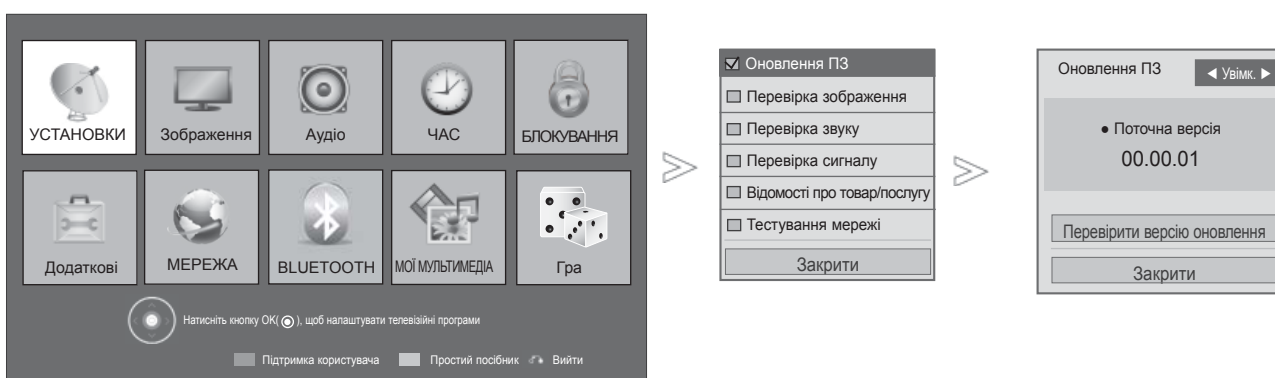 УСТАНОВКИ
Зображення
Аудіо
ЧАС
БЛОКУВАННЯ
Додаткові
МЕРЕЖА
BLUETOOTH
МОЇ МУЛЬТИМЕДІА
Гра
Натисніть кнопку OK( ), щоб налаштувати телевізійні програми
Підтримка користувача
Простий посібник
Вийти
Оновлення ПЗ
Перевірка зображення
Перевірка звуку
Перевірка сигналу
Відомості про товар/послугу
Тестування мережі
Закрити
Оновлення ПЗ
◀ Увімк. ▶
● Поточна версія
00.00.01
Перевірити версію оновлення
Закрити